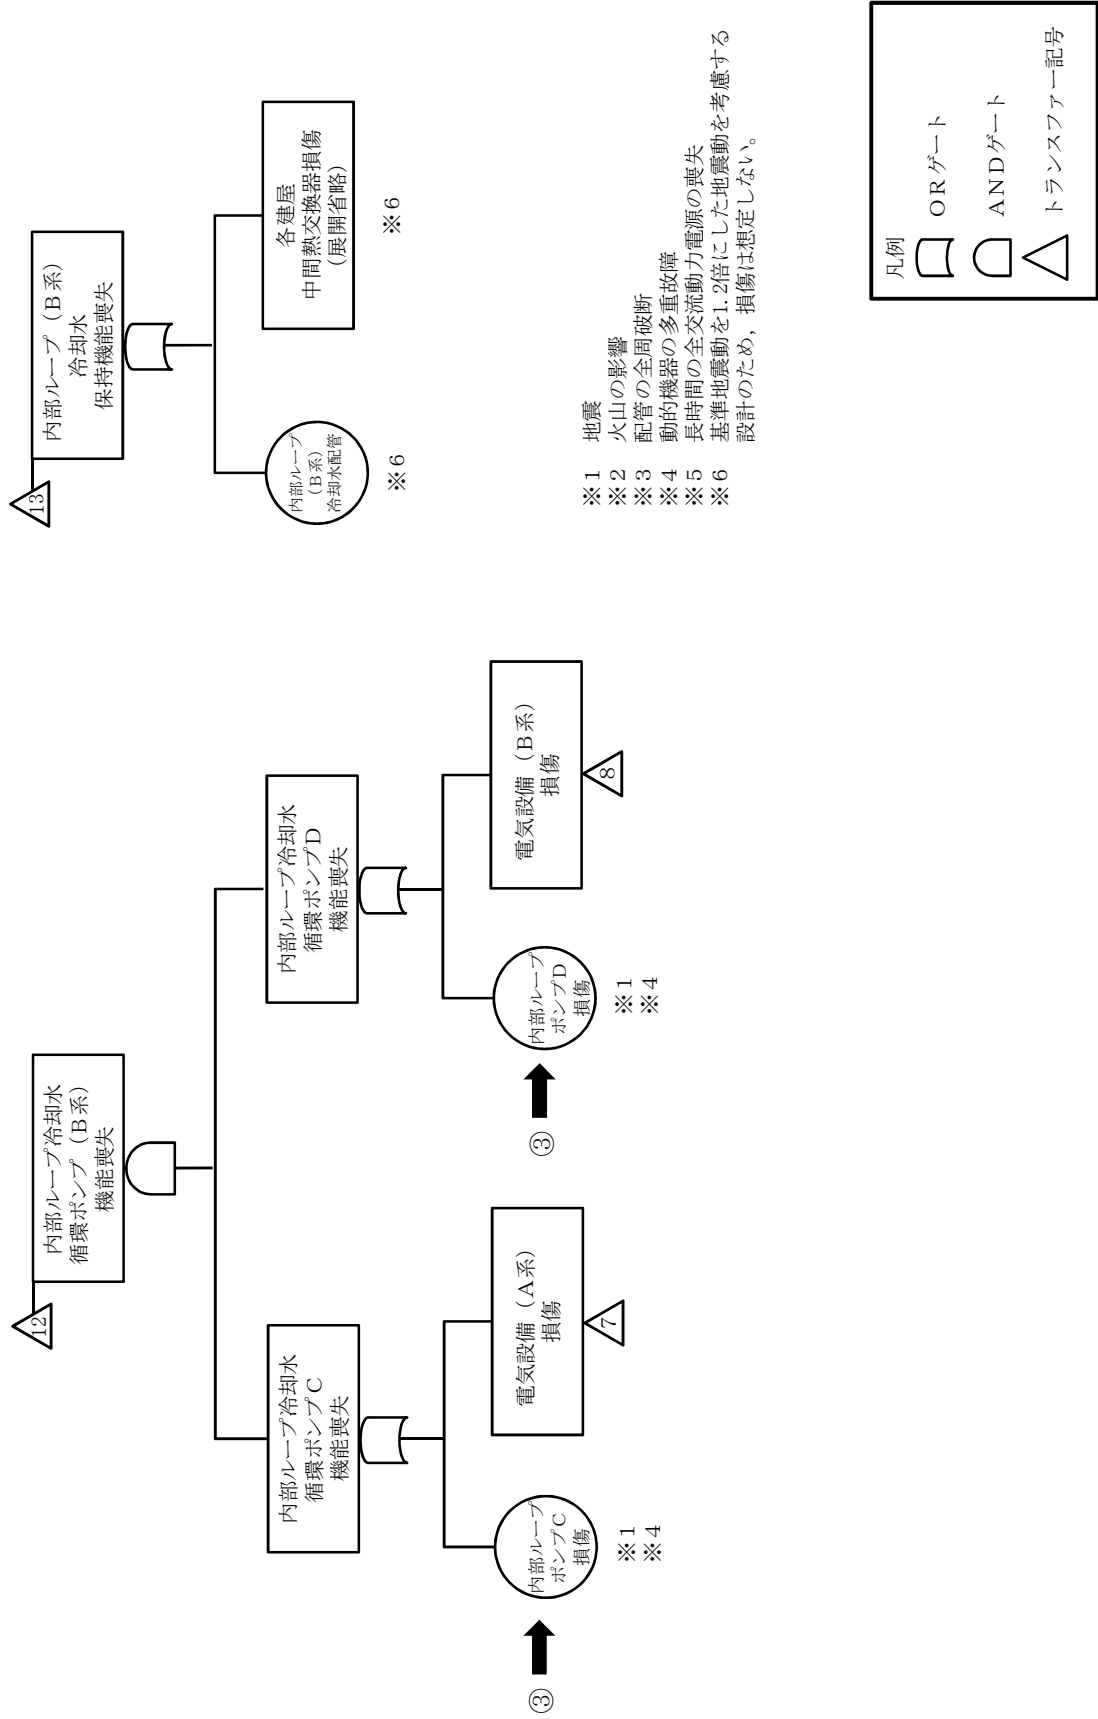 12
内部ループ冷却水
循環ポンプ（B系）
機能喪失
内部ループ冷却水
循環ポンプC
機能喪失
内部ループ冷却水
循環ポンプD
機能喪失
③
内部ループ
ポンプC
損傷
※1
※4
電気設備（A系）
損傷
7
③
内部ループ
ポンプD
損傷
※1
※4
電気設備（B系）
損傷
8
13
内部ループ（B系）
冷却水
保持機能喪失
内部ループ
（B系）
冷却水配管
※6
各建屋
中間熱交換器損傷
（展開省略）
※6
※1　地震
※2　火山の影響
※3　配管の全周破断
※4　動的機器の多重故障
※5　長時間の全交流動力電源の喪失
※6　基準地震動を1.2倍にした地震動を考慮する
設計のため，損傷は想定しない。
凡例
ORゲート
ANDゲート
トランスファー記号